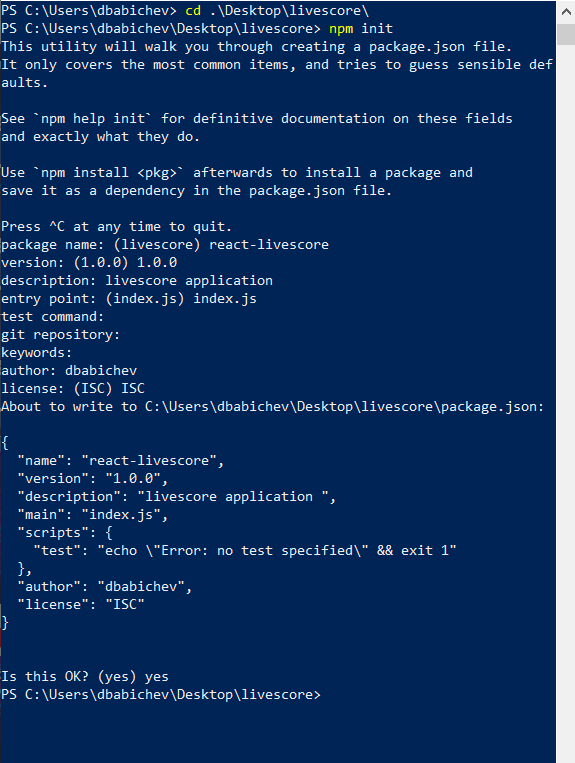 PS C:\Users\dbabichev> cd .\Desktop\livescore\
PS C:\Users\dbabichev\Desktop\livescore> npm init
This utility will walk you through creating a package.json file.
It only covers the most common items, and tries to guess sensible def
aults.

See `npm help init` for definitive documentation on these fields
and exactly what they do.

Use `npm install <pkg>` afterwards to install a package and
save it as a dependency in the package.json file.

Press ^C at any time to quit.
package name: (livescore) react-livescore
version: (1.0.0) 1.0.0
description: livescore application
entry point: (index.js) index.js
test command:
git repository:
keywords:
author: dbabichev
license: (ISC) ISC
About to write to C:\Users\dbabichev\Desktop\livescore\package.json:

{
  "name": "react-livescore",
  "version": "1.0.0",
  "description": "livescore application ",
  "main": "index.js",
  "scripts": {
    "test": "echo \"Error: no test specified\" && exit 1"
  },
  "author": "dbabichev",
  "license": "ISC"
}

Is this OK? (yes) yes
PS C:\Users\dbabichev\Desktop\livescore>